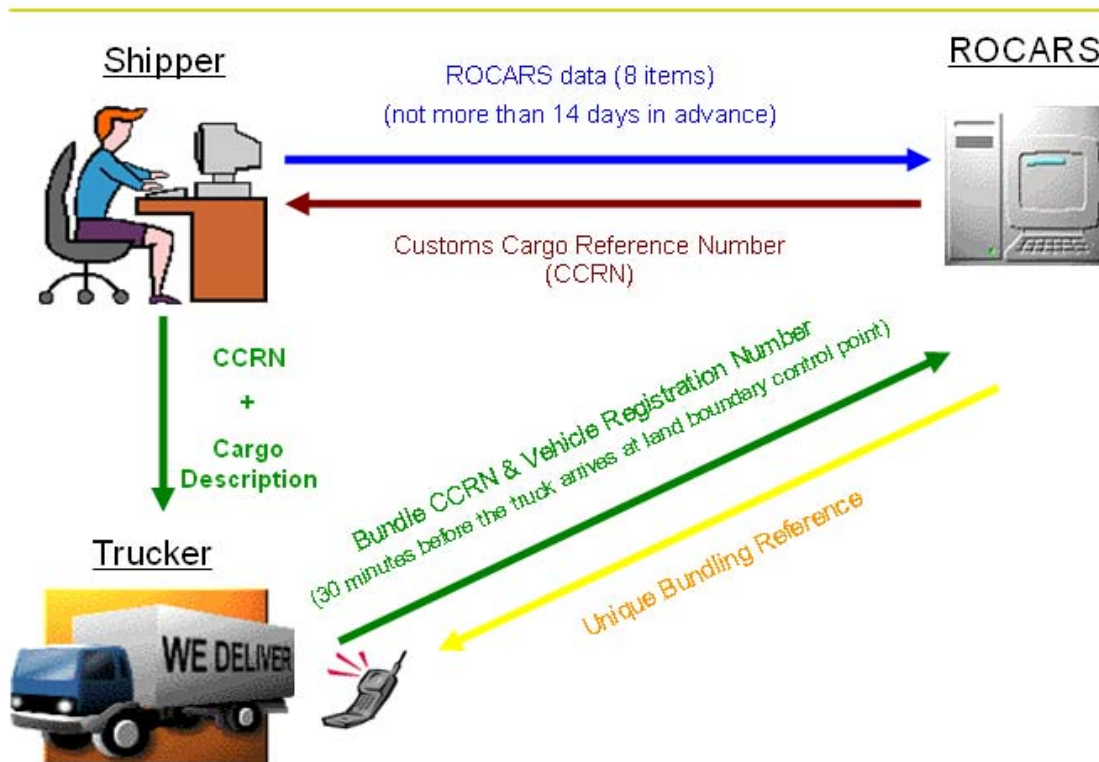 Shipper
ROCARS
ROCARS data (8 items)
(not more than 14 days in advance)
Customs Cargo Reference Number
(CCRN)
CCRN
+
Cargo
Description
Bundle CCRN & Vehicle Registration Number
(30 minutes before the truck arrives at land boundary control point)
Unique Bundling Reference
Trucker
WE DELIVER